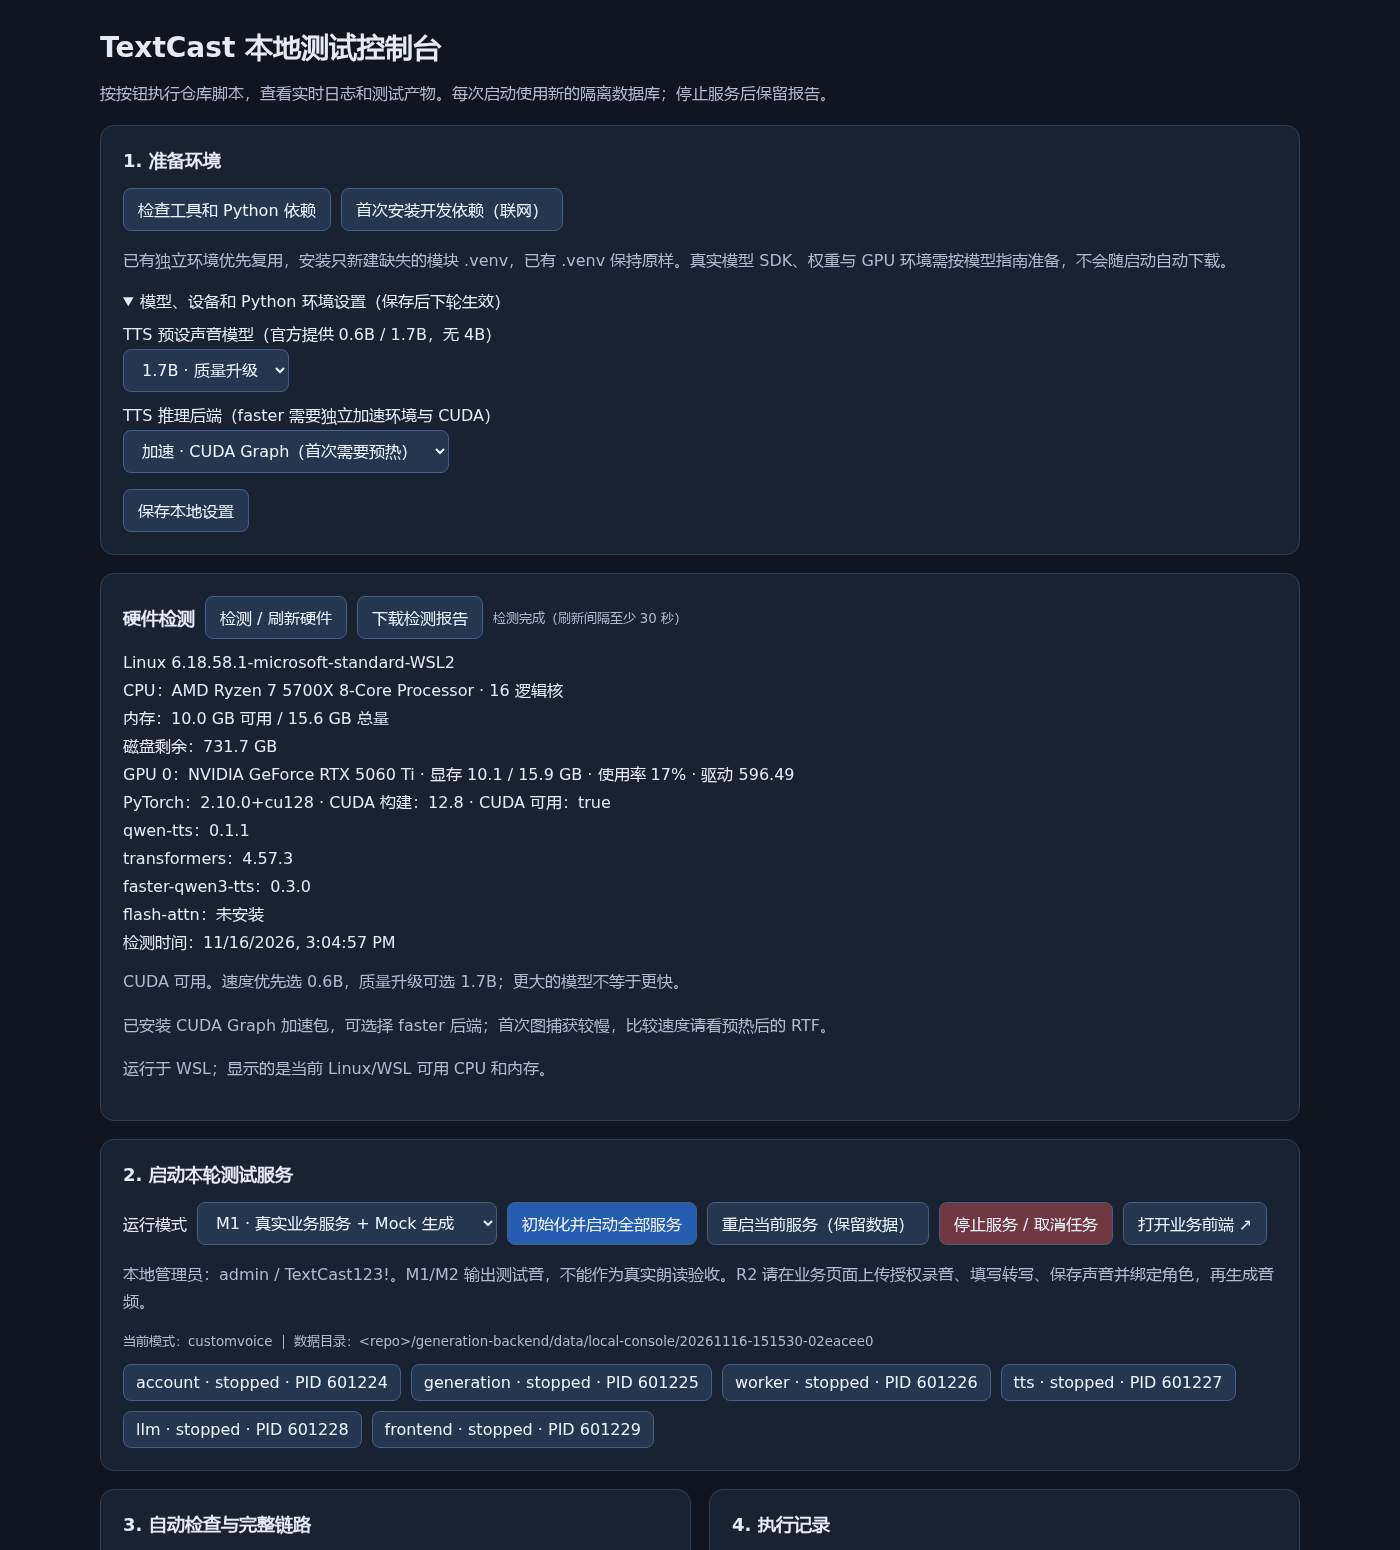 TextCast 本地测试控制台
按按钮执行仓库脚本，查看实时日志和测试产物。每次启动使用新的隔离数据库；停止服务后保留报告。
1. 准备环境
检查工具和 Python 依赖
首次安装开发依赖（联网）
已有独立环境优先复用，安装只新建缺失的模块 .venv，已有 .venv 保持原样。真实模型 SDK、权重与 GPU 环境需按模型指南准备，不会随启动自动下载。
▼ 模型、设备和 Python 环境设置（保存后下轮生效）
TTS 预设声音模型（官方提供 0.6B / 1.7B，无 4B）
1.7B · 质量升级
TTS 推理后端（faster 需要独立加速环境与 CUDA）
加速 · CUDA Graph（首次需要预热）
保存本地设置
硬件检测
检测 / 刷新硬件
下载检测报告
检测完成（刷新间隔至少 30 秒）
Linux 6.18.58.1-microsoft-standard-WSL2
CPU：AMD Ryzen 7 5700X 8-Core Processor · 16 逻辑核
内存：10.0 GB 可用 / 15.6 GB 总量
磁盘剩余：731.7 GB
GPU 0：NVIDIA GeForce RTX 5060 Ti · 显存 10.1 / 15.9 GB · 使用率 17% · 驱动 596.49
PyTorch：2.10.0+cu128 · CUDA 构建：12.8 · CUDA 可用：true
qwen-tts：0.1.1
transformers：4.57.3
faster-qwen3-tts：0.3.0
flash-attn：未安装
检测时间：11/16/2026, 3:04:57 PM
CUDA 可用。速度优先选 0.6B，质量升级可选 1.7B；更大的模型不等于更快。
已安装 CUDA Graph 加速包，可选择 faster 后端；首次图捕获较慢，比较速度请看预热后的 RTF。
运行于 WSL；显示的是当前 Linux/WSL 可用 CPU 和内存。
2. 启动本轮测试服务
运行模式
M1 · 真实业务服务 + Mock 生成
初始化并启动全部服务
重启当前服务（保留数据）
停止服务 / 取消任务
打开业务前端 ↗
本地管理员：admin / TextCast123!。M1/M2 输出测试音，不能作为真实朗读验收。R2 请在业务页面上传授权录音、填写转写、保存声音并绑定角色，再生成音
频。
当前模式：customvoice ｜ 数据目录：<repo>/generation-backend/data/local-console/20261116-151530-02eacee0
account · stopped · PID 601224
generation · stopped · PID 601225
worker · stopped · PID 601226
tts · stopped · PID 601227
llm · stopped · PID 601228
frontend · stopped · PID 601229
3. 自动检查与完整链路
4. 执行记录